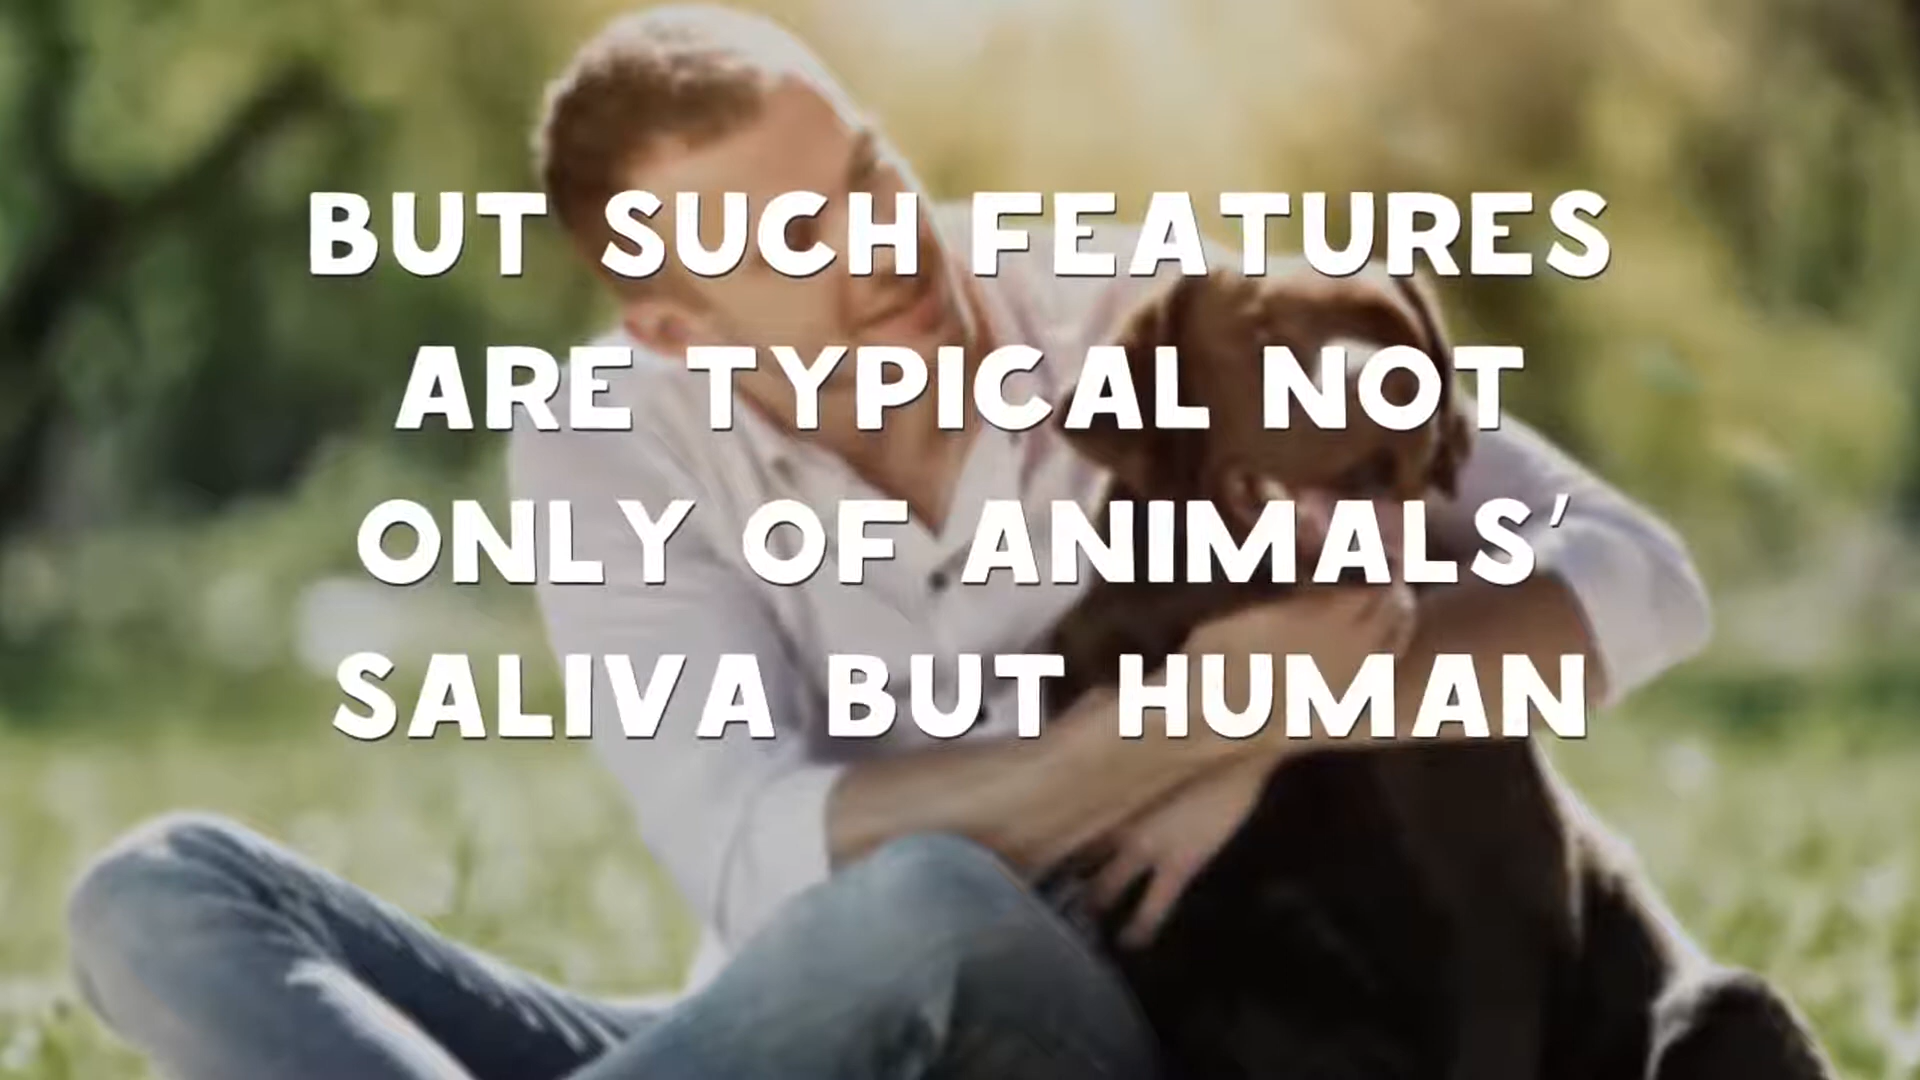 BUT SUCH FEATURES
ARE TYPICAL NOT
ONLY OF ANIMALS'
SALIVA BUT HUMAN